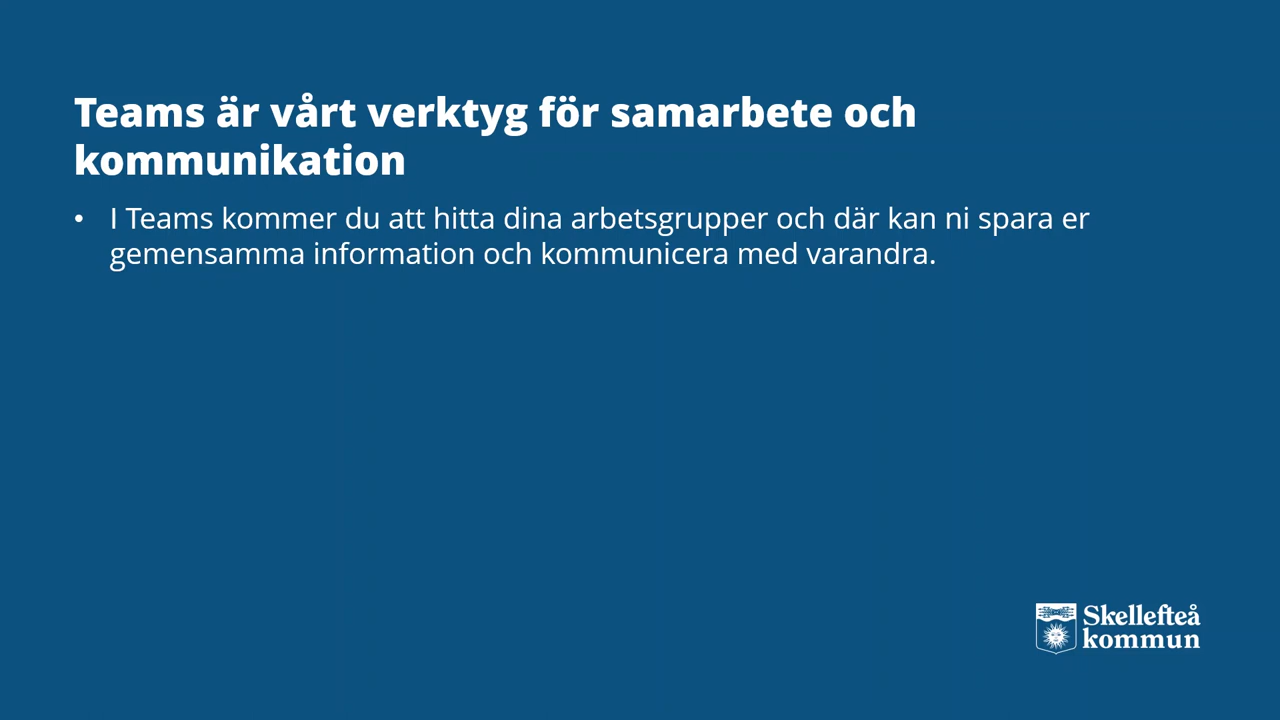 Teams är vårt verktyg för samarbete och
kommunikation
• I Teams kommer du att hitta dina arbetsgrupper och där kan ni spara er
gemensamma information och kommunicera med varandra.
Skellefteå
kommun